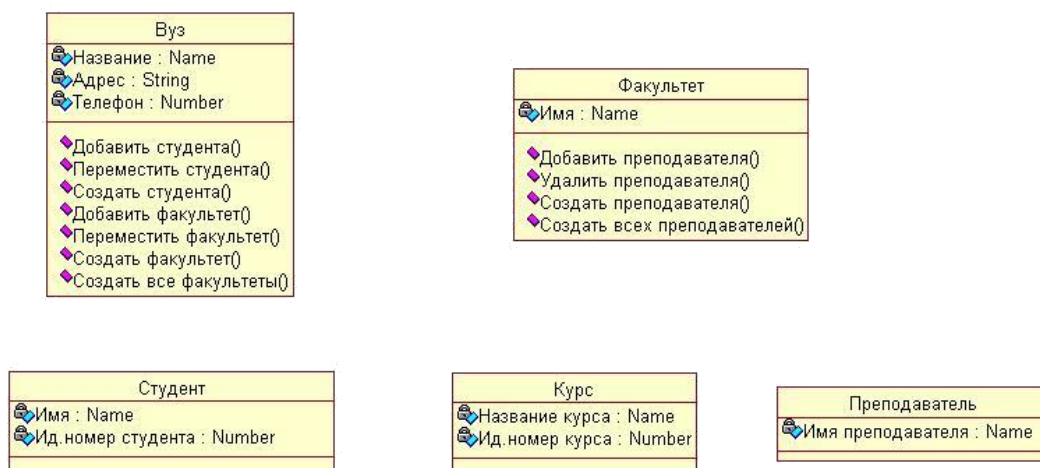 Вуз
Название : Name
Адрес : String
Телефон : Number
Добавить студента()
Переместить студента()
Создать студента()
Добавить факультет()
Переместить факультет()
Создать факультет()
Создать все факультеты()
Факультет
Имя : Name
Добавить преподавателя()
Удалить преподавателя()
Создать преподавателя()
Создать всех преподавателей()
Студент
Имя : Name
Ид.номер студента : Number
Курс
Название курса : Name
Ид.номер курса : Number
Преподаватель
Имя преподавателя : Name